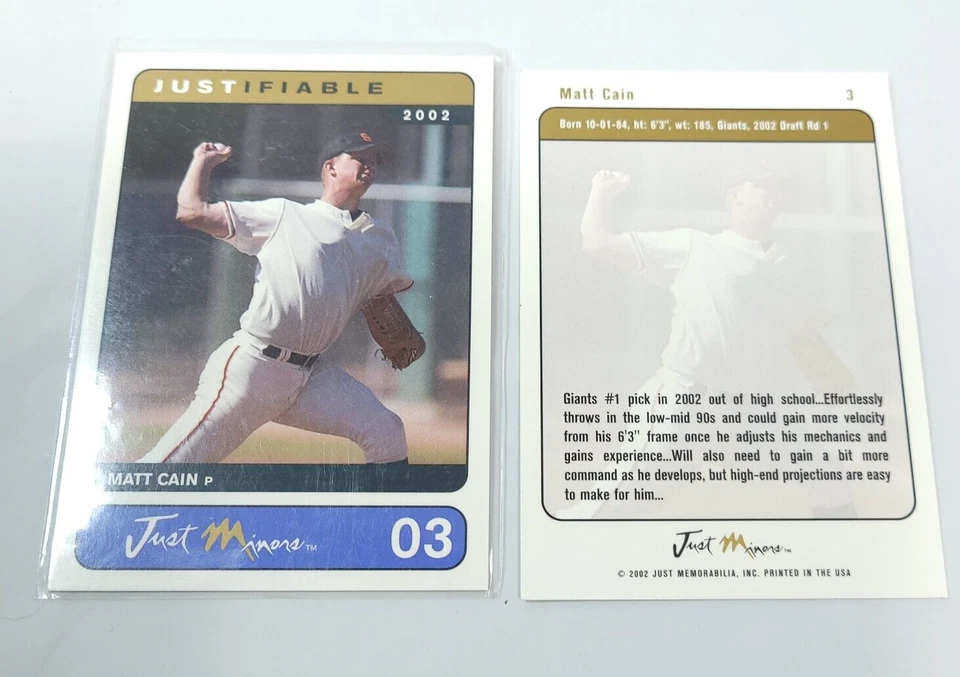 JUSTIFIABLE
2002
MATT CAIN P
Just Minors™
03
Matt Cain 3
Born 10-01-84, ht: 6'3", wt: 185, Giants, 2002 Draft Rd 1
Giants #1 pick in 2002 out of high school...Effortlessly
throws in the low-mid 90s and could gain more velocity
from his 6'3" frame once he adjusts his mechanics and
gains experience...Will also need to gain a bit more
command as he develops, but high-end projections are easy
to make for him...
Just Minors™
© 2002 JUST MEMORABILIA, INC. PRINTED IN THE USA